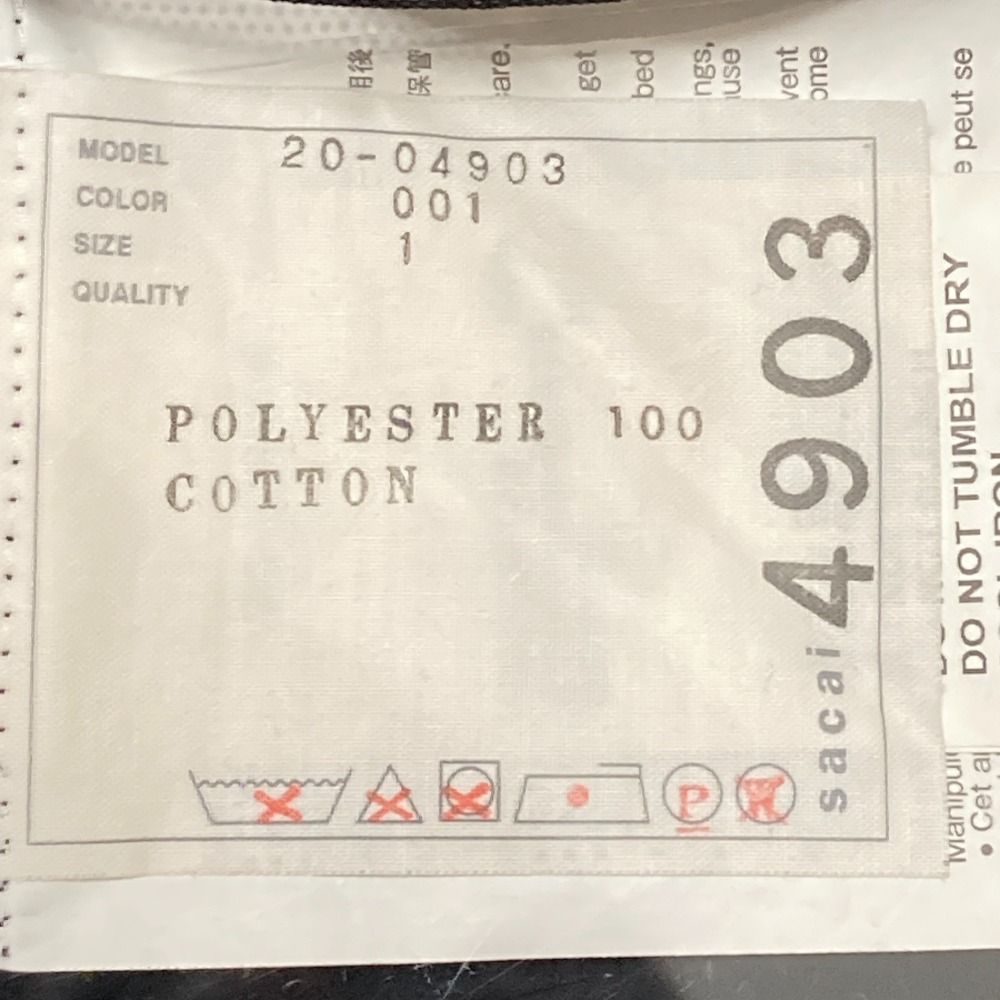 MODEL 20-04903
COLOR 001
SIZE 1
QUALITY
POLYESTER 100
COTTON
P
W
sacai 4903
用後
保管
are.
get
bed
ngs,
use
vent
ome
e peut se
DO NOT TUMBLE DRY
Manipul
• Cet a